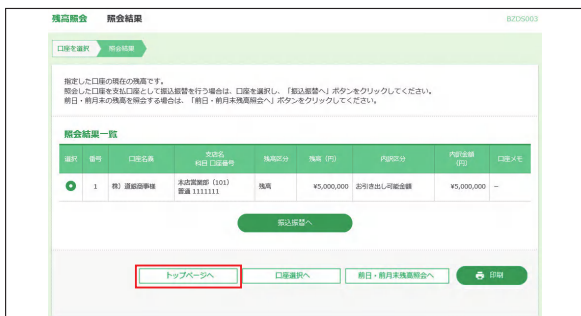 残高照会 照会結果 BZDS003
口座を選択 照会結果
指定した口座の現在の残高です。
照会した口座を支払口座として振込振替を行う場合は、口座を選択し、「振込振替へ」ボタンをクリックしてください。
前日・前月末の残高を照会する場合は、「前日・前月末残高照会へ」ボタンをクリックしてください。
照会結果一覧
選択 番号 口座名義 支店名 残高区分 残高(円) 内訳区分 内訳金額 口座メモ
科目 口座番号 (円)
1 株）道銀商事様 本店営業部（101） 残高 ¥5,000,000 お引き出し可能金額 ¥5,000,000 −
普通 1111111
振込振替へ
トップページへ 口座選択へ 前日・前月末残高照会へ 印刷